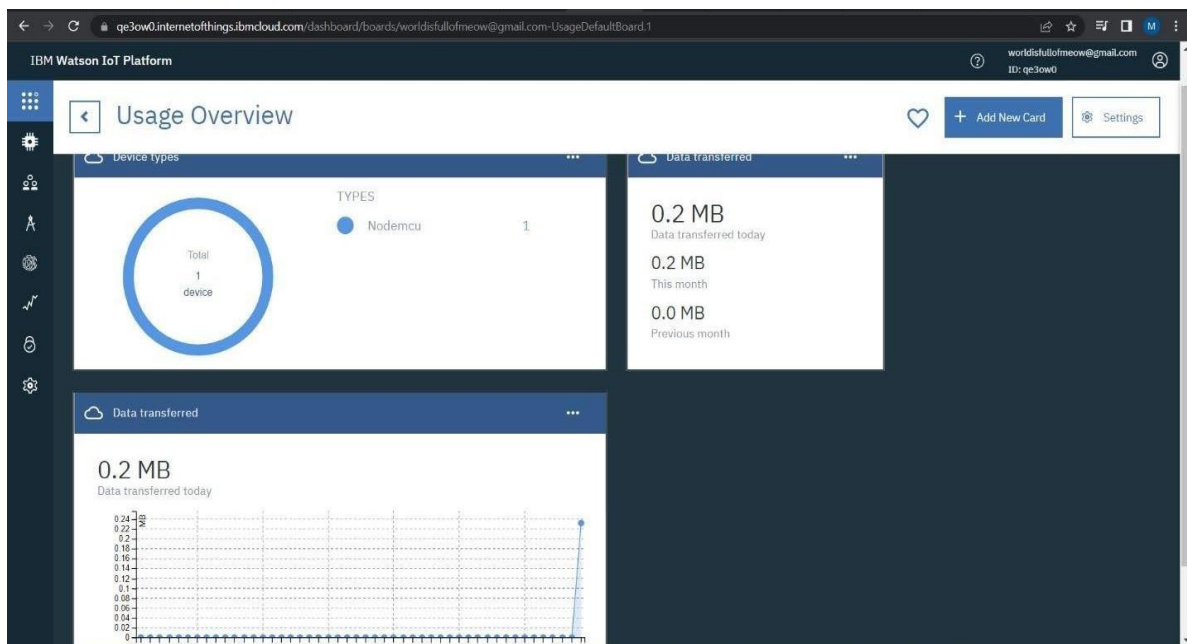 qe3ow0.internetofthings.ibmcloud.com/dashboard/boards/worldisfullofmeow@gmail.com-UsageDefaultBoard.1
M
IBM Watson IoT Platform
worldisfullofmeow@gmail.com
ID: qe3ow0
Usage Overview
+ Add New Card
Settings
Device types
Data transferred
TYPES
Nodemcu 1
Total
1
device
0.2 MB
Data transferred today
0.2 MB
This month
0.0 MB
Previous month
Data transferred
0.2 MB
Data transferred today
MB
0.24
0.22
0.2
0.18
0.16
0.14
0.12
0.1
0.08
0.06
0.04
0.02
0